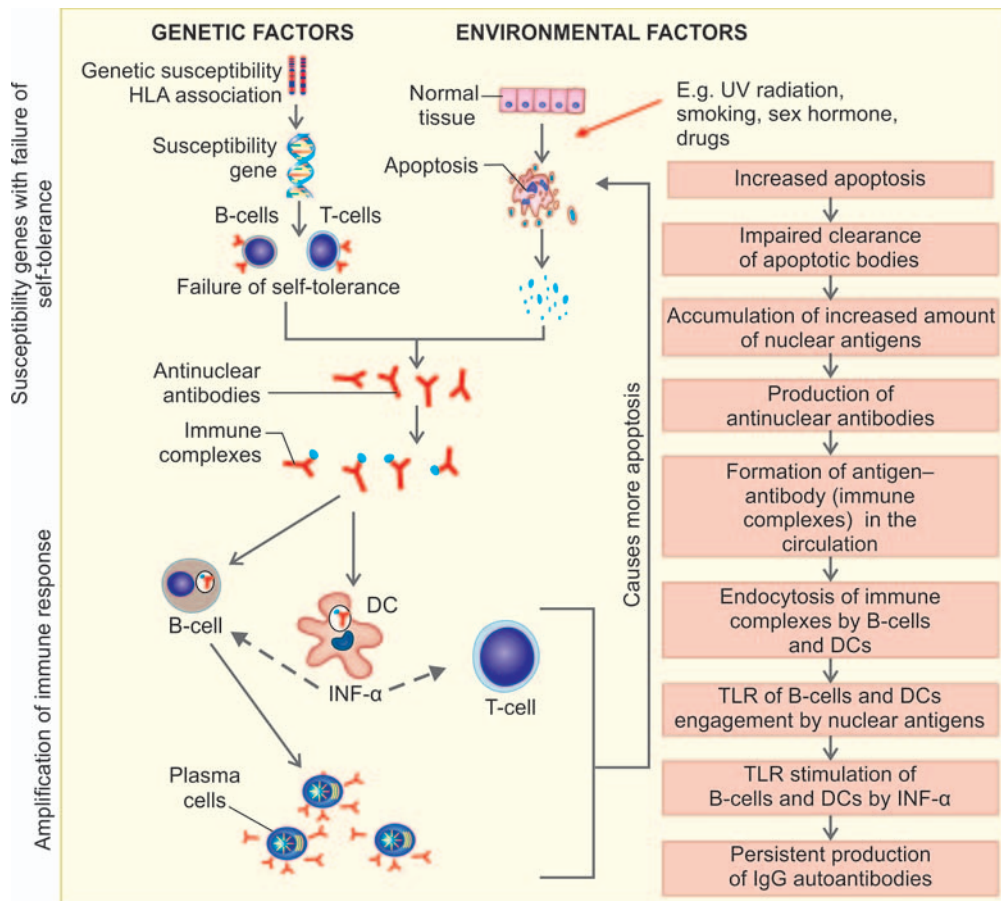 GENETIC FACTORS
ENVIRONMENTAL FACTORS
Susceptibility genes with failure of
self-tolerance
Genetic susceptibility
HLA association
Susceptibility
gene
B-cells
T-cells
Failure of self-tolerance
Normal
tissue
Apoptosis
E.g. UV radiation,
smoking, sex hormone,
drugs
Antinuclear
antibodies
Immune
complexes
Amplification of immune response
B-cell
DC
INF-α
T-cell
Plasma
cells
Causes more apoptosis
Increased apoptosis
Impaired clearance
of apoptotic bodies
Accumulation of increased amount
of nuclear antigens
Production of
antinuclear antibodies
Formation of antigen–
antibody (immune
complexes) in the
circulation
Endocytosis of immune
complexes by B-cells
and DCs
TLR of B-cells and DCs
engagement by nuclear antigens
TLR stimulation of
B-cells and DCs by INF-α
Persistent production
of IgG autoantibodies